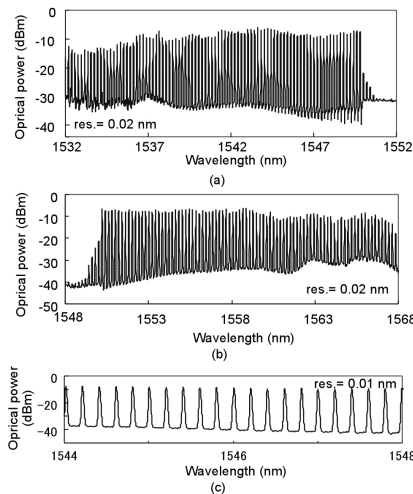 0
-10
-20
-30
-40
Oprical power (dBm)
res.= 0.02 nm
1532 1537 1542 1547 1552
Wavelength (nm)
(a)
0
-10
-20
-30
-40
-50
Oprical power (dBm)
res.= 0.02 nm
1548 1553 1558 1563 1568
Wavelength (nm)
(b)
0
-20
-40
-60
Oprical power
(dBm)
res.= 0.01 nm
1544 1546 1548
Wavelength (nm)
(c)